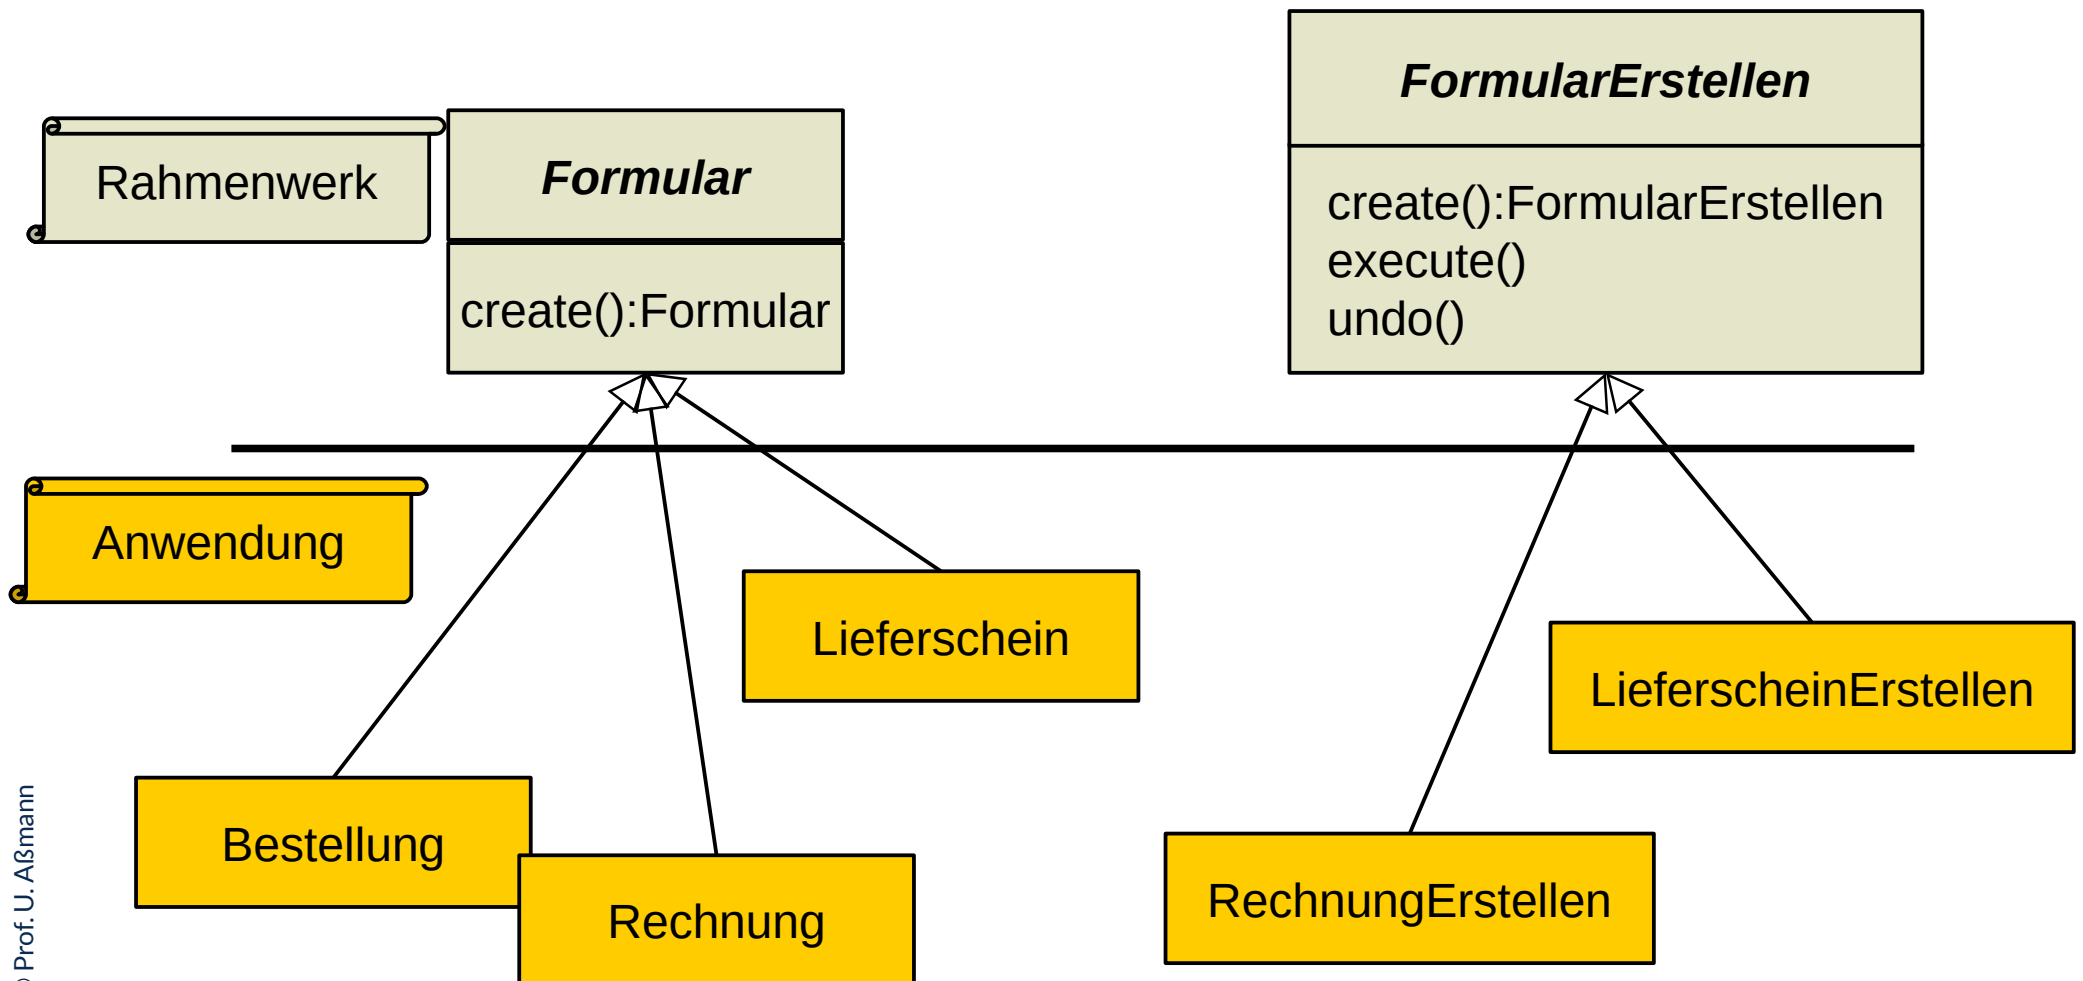 Rahmenwerk
Formular
create():Formular
FormularErstellen
create():FormularErstellen
execute()
undo()
Anwendung
Lieferschein
LieferscheinErstellen
Bestellung
Rechnung
RechnungErstellen
© Prof. U. Aßmann